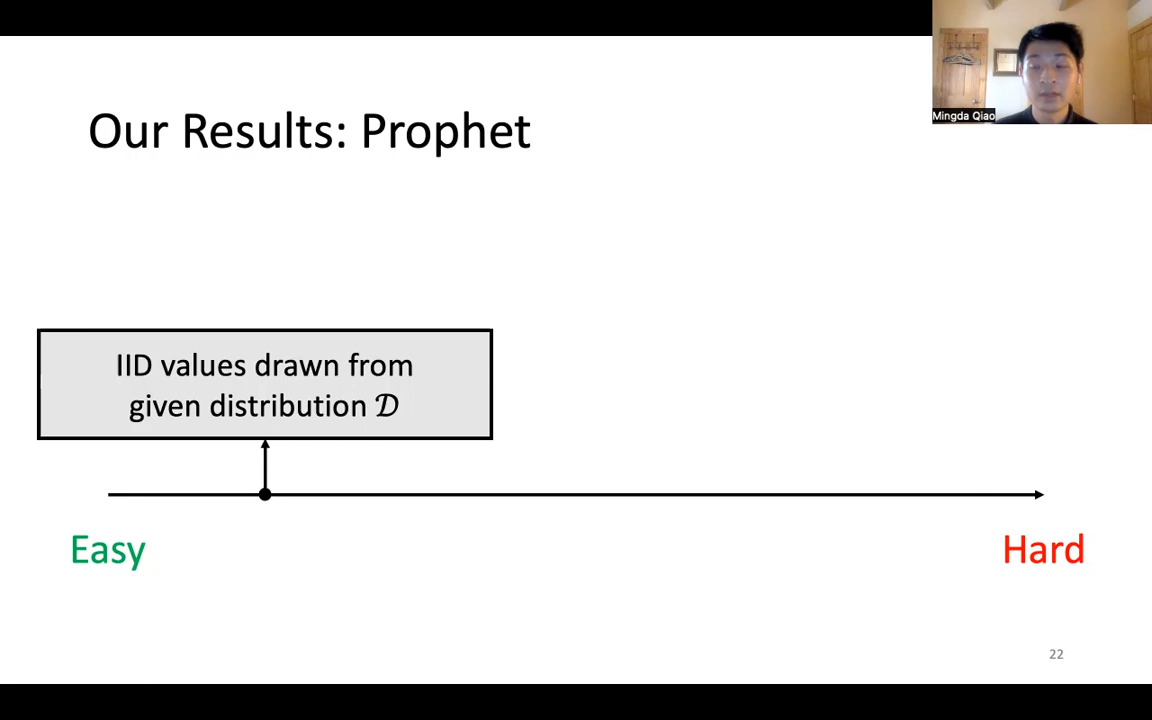 Mingda Qiao
Our Results: Prophet
IID values drawn from
given distribution 𝒟
Easy
Hard
22